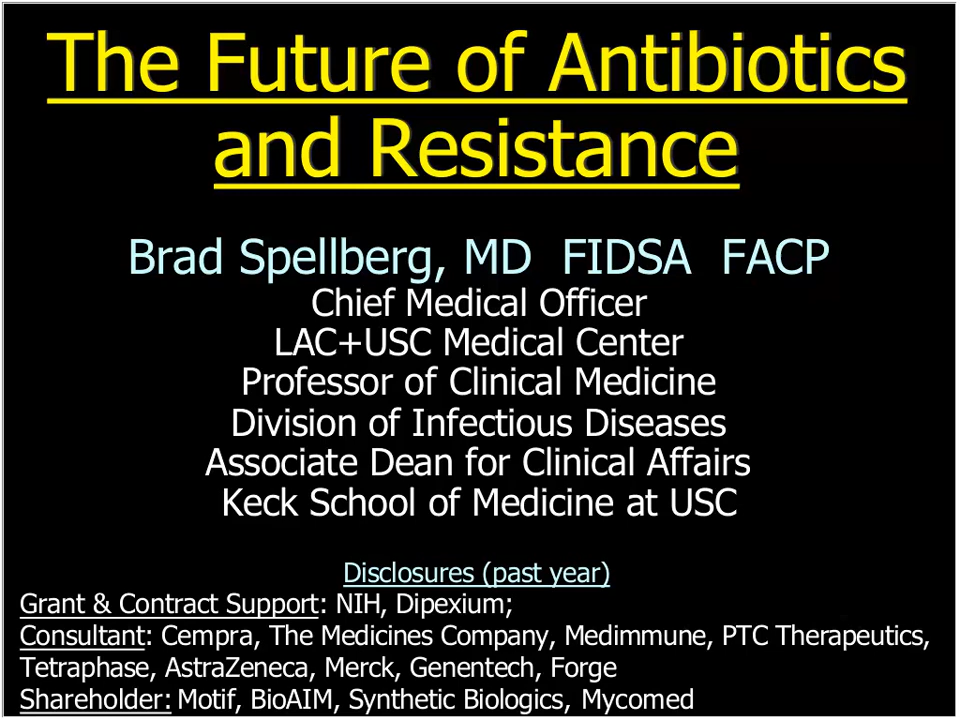 The Future of Antibiotics
and Resistance
Brad Spellberg, MD  FIDSA  FACP
Chief Medical Officer
LAC+USC Medical Center
Professor of Clinical Medicine
Division of Infectious Diseases
Associate Dean for Clinical Affairs
Keck School of Medicine at USC
Disclosures (past year)
Grant & Contract Support: NIH, Dipexium;
Consultant: Cempra, The Medicines Company, Medimmune, PTC Therapeutics,
Tetraphase, AstraZeneca, Merck, Genentech, Forge
Shareholder: Motif, BioAIM, Synthetic Biologics, Mycomed